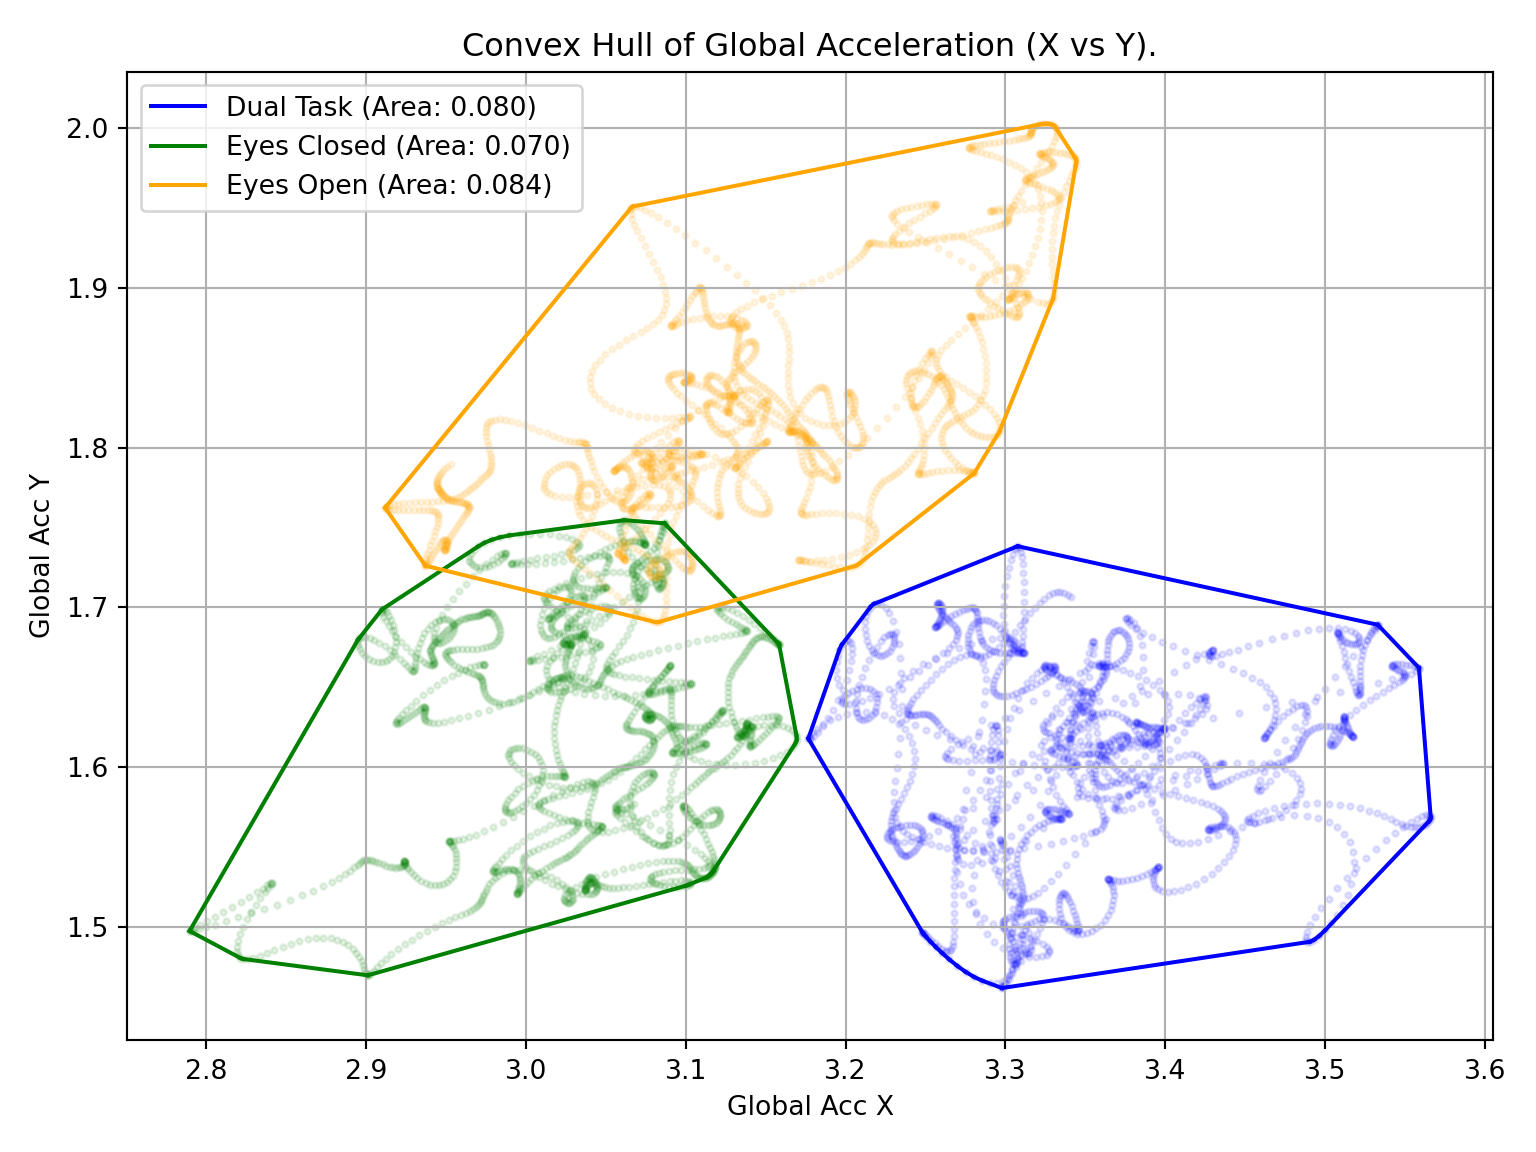 Convex Hull of Global Acceleration (X vs Y).
Dual Task (Area: 0.080)
Eyes Closed (Area: 0.070)
Eyes Open (Area: 0.084)
2.0
1.9
1.8
1.7
1.6
1.5
Global Acc Y
2.8 2.9 3.0 3.1 3.2 3.3 3.4 3.5 3.6
Global Acc X